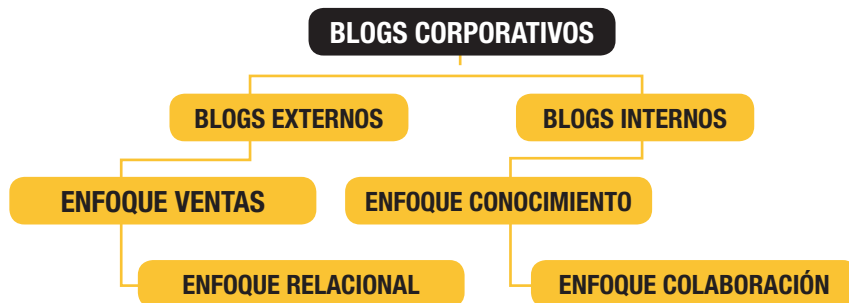 BLOGS CORPORATIVOS
BLOGS EXTERNOS
BLOGS INTERNOS
ENFOQUE VENTAS
ENFOQUE CONOCIMIENTO
ENFOQUE RELACIONAL
ENFOQUE COLABORACIÓN